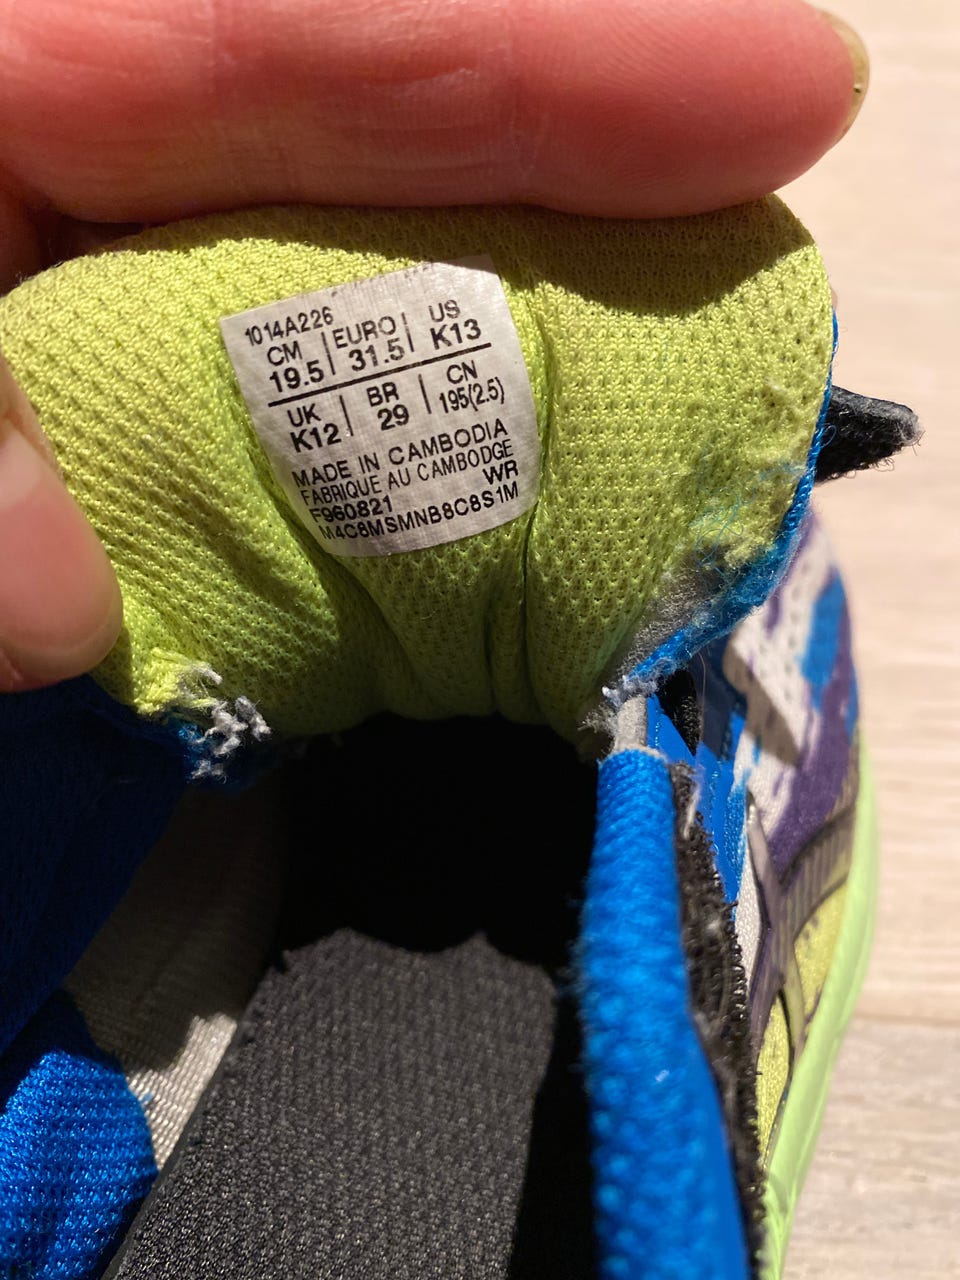 1014A226
CM | EURO | US
19.5 | 31.5 | K13
UK | BR | CN
K12 | 29 | 195(2.5)
MADE IN CAMBODIA
FABRIQUE AU CAMBODGE
F960821 WR
M4C8MSMNB8C8S1M